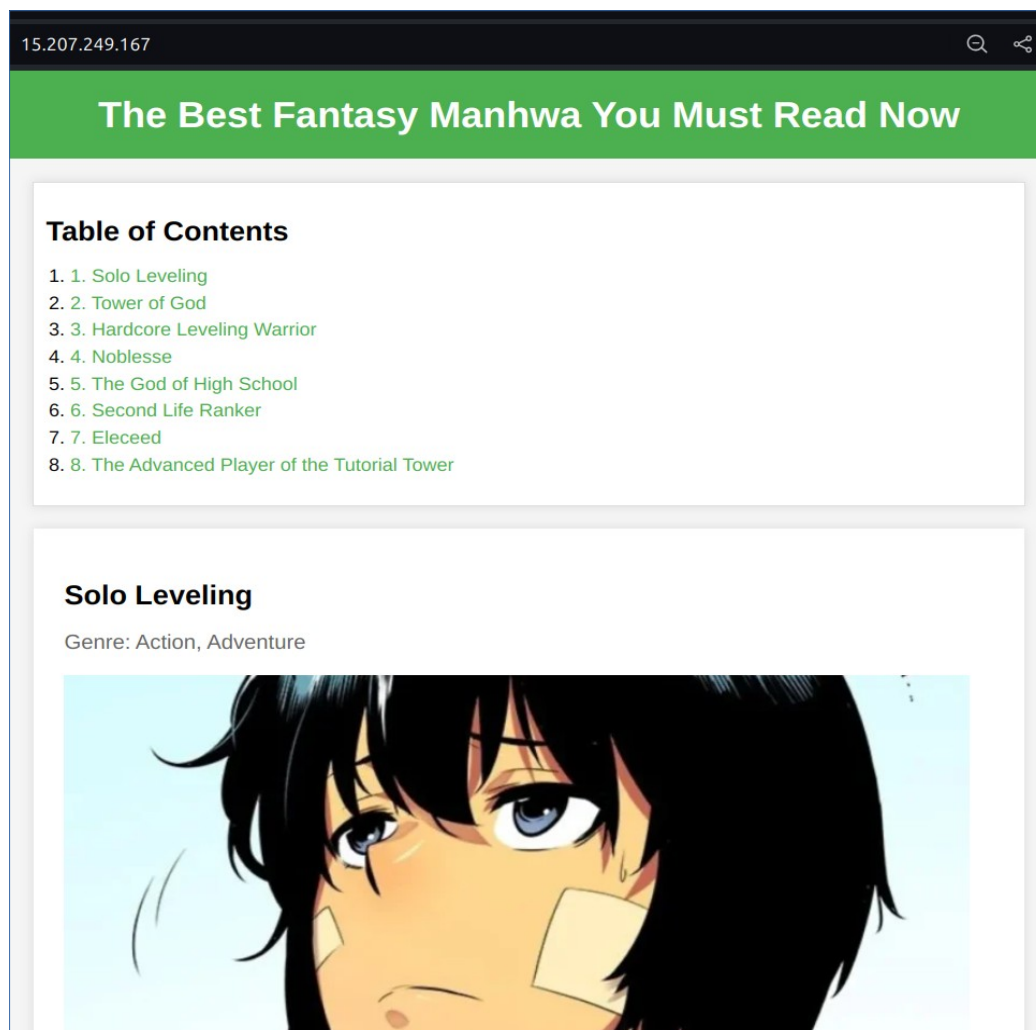 15.207.249.167
The Best Fantasy Manhwa You Must Read Now
Table of Contents
1. 1. Solo Leveling
2. 2. Tower of God
3. 3. Hardcore Leveling Warrior
4. 4. Noblesse
5. 5. The God of High School
6. 6. Second Life Ranker
7. 7. Eleceed
8. 8. The Advanced Player of the Tutorial Tower
Solo Leveling
Genre: Action, Adventure